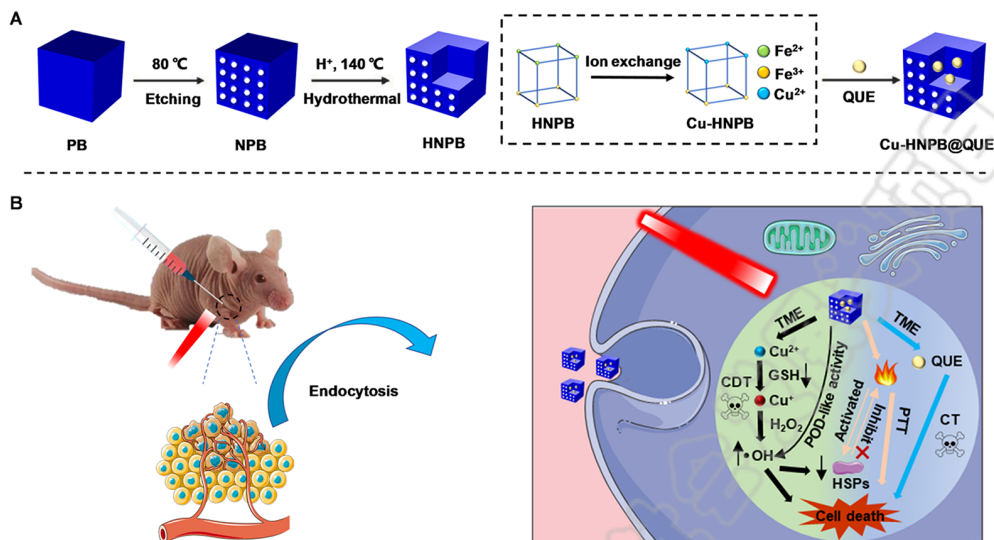 A
80 ℃
Etching
H⁺, 140 ℃
Hydrothermal
Ion exchange
Fe²⁺
Fe³⁺
Cu²⁺
QUE
PB
NPB
HNPB
HNPB
Cu-HNPB
Cu-HNPB@QUE
B
Endocytosis
TME
TME
Cu²⁺
GSH
CDT
Cu⁺
H₂O₂
•OH
POD-like activity
Activated
Inhibit
PTT
QUE
CT
HSPs
Cell death